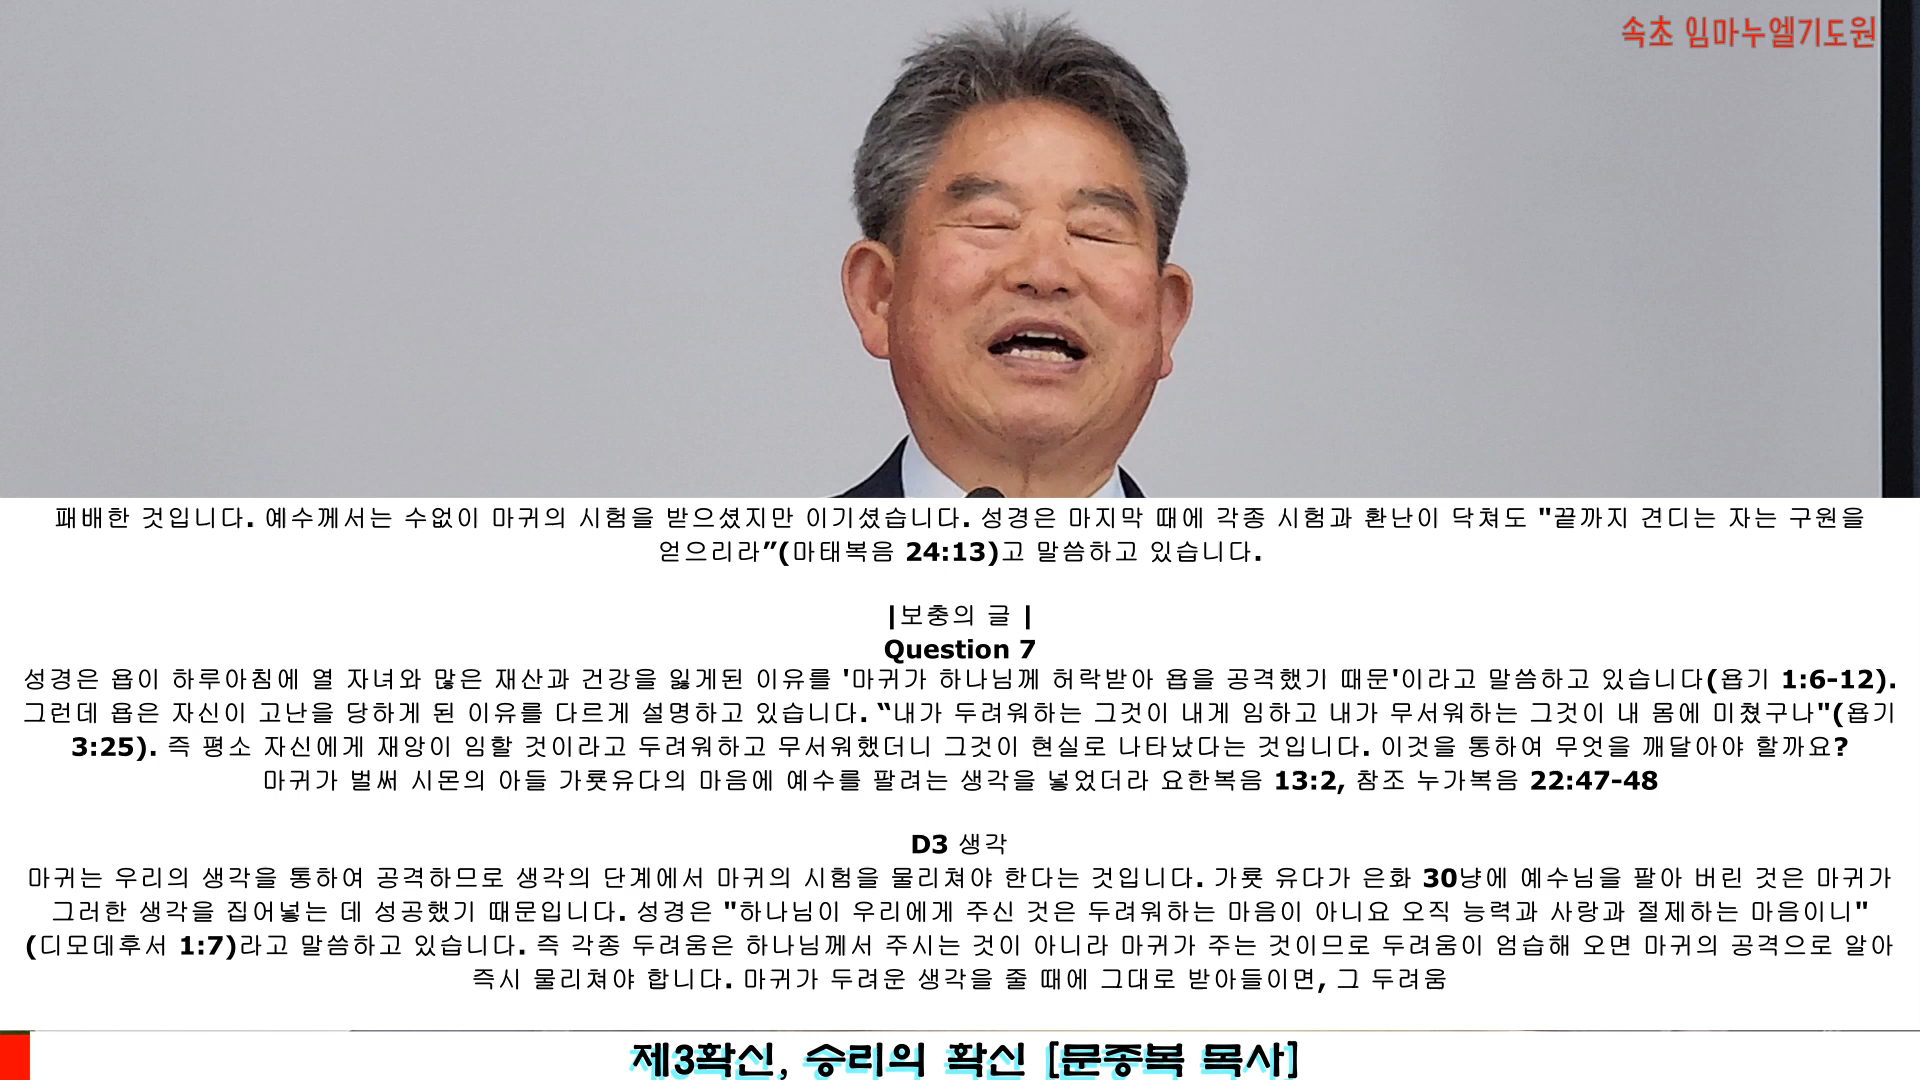 속초 임마누엘기도원
패배한 것입니다. 예수께서는 수없이 마귀의 시험을 받으셨지만 이기셨습니다. 성경은 마지막 때에 각종 시험과 환난이 닥쳐도 "끝까지 견디는 자는 구원을
얻으리라”(마태복음 24:13)고 말씀하고 있습니다.
|보충의 글 |
Question 7
성경은 욥이 하루아침에 열 자녀와 많은 재산과 건강을 잃게된 이유를 '마귀가 하나님께 허락받아 욥을 공격했기 때문'이라고 말씀하고 있습니다(욥기 1:6-12).
그런데 욥은 자신이 고난을 당하게 된 이유를 다르게 설명하고 있습니다. “내가 두려워하는 그것이 내게 임하고 내가 무서워하는 그것이 내 몸에 미쳤구나"(욥기
3:25). 즉 평소 자신에게 재앙이 임할 것이라고 두려워하고 무서워했더니 그것이 현실로 나타났다는 것입니다. 이것을 통하여 무엇을 깨달아야 할까요?
마귀가 벌써 시몬의 아들 가룟유다의 마음에 예수를 팔려는 생각을 넣었더라 요한복음 13:2, 참조 누가복음 22:47-48
D3 생각
마귀는 우리의 생각을 통하여 공격하므로 생각의 단계에서 마귀의 시험을 물리쳐야 한다는 것입니다. 가룟 유다가 은화 30냥에 예수님을 팔아 버린 것은 마귀가
그러한 생각을 집어넣는 데 성공했기 때문입니다. 성경은 "하나님이 우리에게 주신 것은 두려워하는 마음이 아니요 오직 능력과 사랑과 절제하는 마음이니"
(디모데후서 1:7)라고 말씀하고 있습니다. 즉 각종 두려움은 하나님께서 주시는 것이 아니라 마귀가 주는 것이므로 두려움이 엄습해 오면 마귀의 공격으로 알아
즉시 물리쳐야 합니다. 마귀가 두려운 생각을 줄 때에 그대로 받아들이면, 그 두려움
제3확신, 승리의 확신 [문종복 목사]